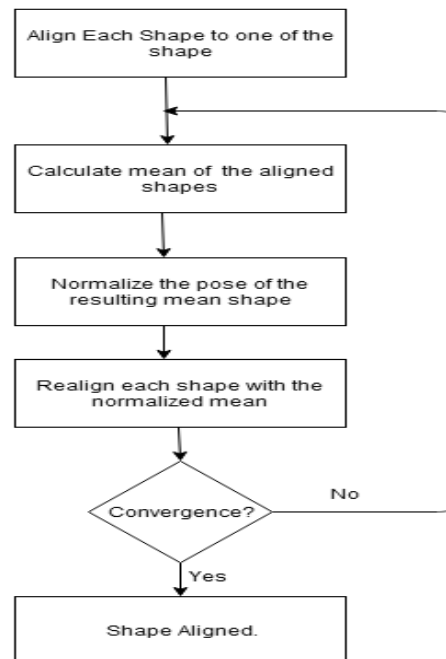 Align Each Shape to one of the
shape
Calculate mean of the aligned
shapes
Normalize the pose of the
resulting mean shape
Realign each shape with the
normalized mean
Convergence?
No
Yes
Shape Aligned.